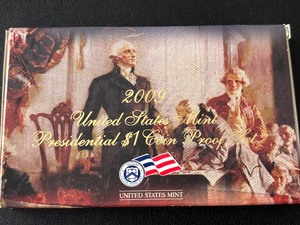 2009
United States Mint
Presidential $1 Coin Proof Set
UNITED STATES MINT